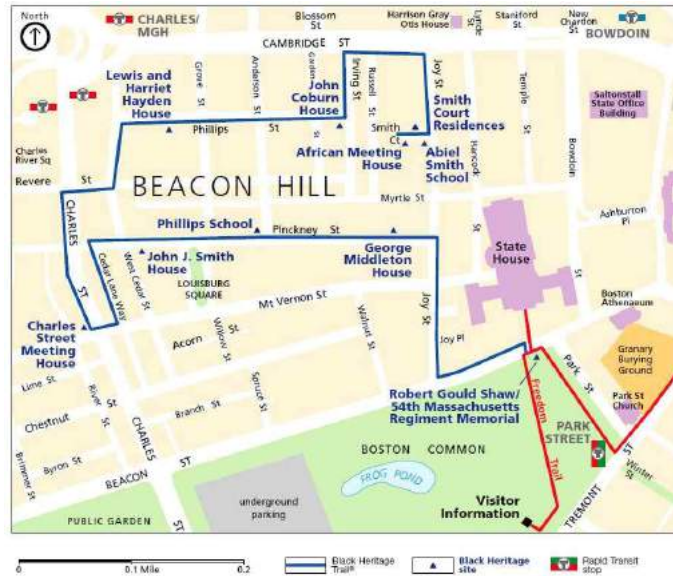 North
CHARLES/
MGH
Blossom
St
Harrison Gray
Otis House
Lynde
St
Staniford
St
New
Chardon
St
BOWDOIN
CAMBRIDGE ST
Lewis and
Harriet
Hayden
House
Grove
St
Anderson
St
Garden
St
John
Coburn
House
Irving St
Russell
St
Joy St
Smith
Court
Residences
Temple
St
Saltonstall
State Office
Building
Phillips St
Smith
Ct
African Meeting
House
Abiel
Smith
School
Hancock
St
Bowdoin
St
Charles
River Sq
Revere St
BEACON HILL
Myrtle St
CHARLES
ST
Phillips School
Pinckney St
George
Middleton
House
State
House
Ashburton
Pl
Cedar Lane Way
West Cedar St
John J. Smith
House
LOUISBURG
SQUARE
Mt Vernon St
Joy St
Boston
Athenaeum
Charles
Street
Meeting
House
Acorn St
Willow St
Walnut St
Joy Pl
Granary
Burying
Ground
Lime St
River St
Spruce St
Park St
Robert Gould Shaw/
54th Massachusetts
Regiment Memorial
Park St
Church
Chestnut
Branch St
CHARLES
ST
Freedom
Trail
PARK
STREET
Byron St
Brimmer St
BEACON ST
BOSTON COMMON
FROG POND
TREMONT ST
Winter St
underground
parking
Visitor
Information
PUBLIC GARDEN
0 0.1 Mile 0.2
Black Heritage
Trail®
Black Heritage
site
Rapid Transit
stop